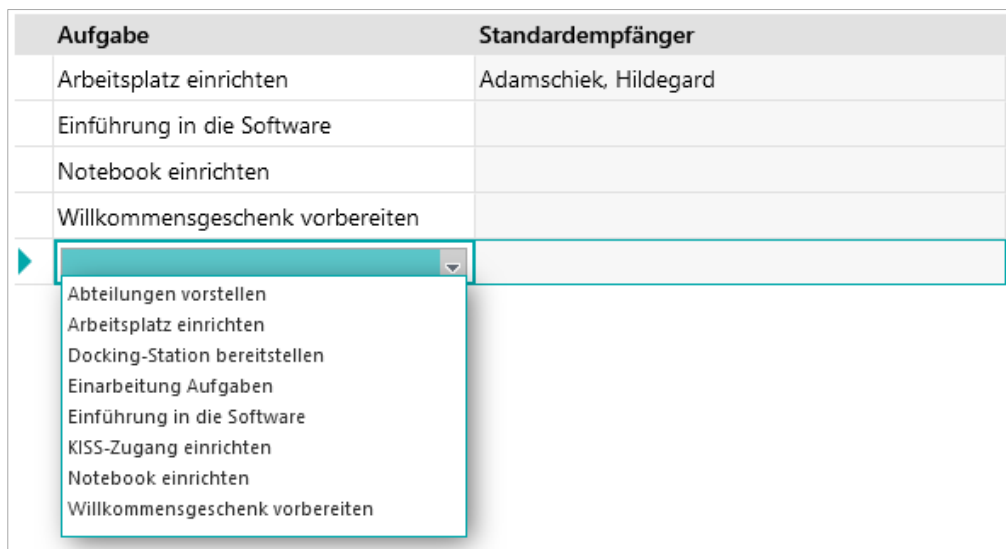 Aufgabe Standardempfänger
Arbeitsplatz einrichten Adamschiek, Hildegard
Einführung in die Software
Notebook einrichten
Willkommensgeschenk vorbereiten
Abteilungen vorstellen
Arbeitsplatz einrichten
Docking-Station bereitstellen
Einarbeitung Aufgaben
Einführung in die Software
KISS-Zugang einrichten
Notebook einrichten
Willkommensgeschenk vorbereiten